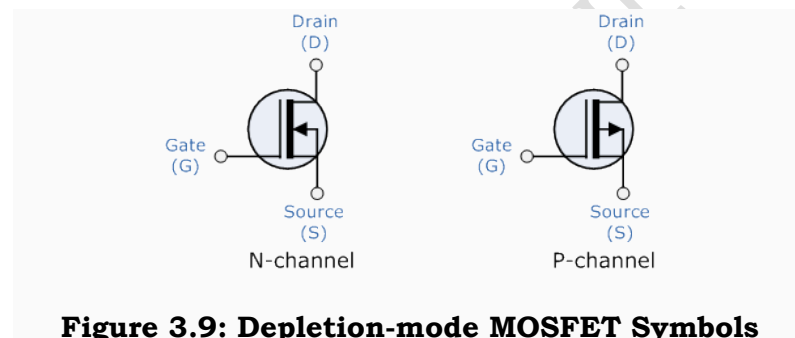 Drain
(D)
Drain
(D)
Gate
(G)
Gate
(G)
Source
(S)
Source
(S)
N-channel
P-channel
Figure 3.9: Depletion-mode MOSFET Symbols